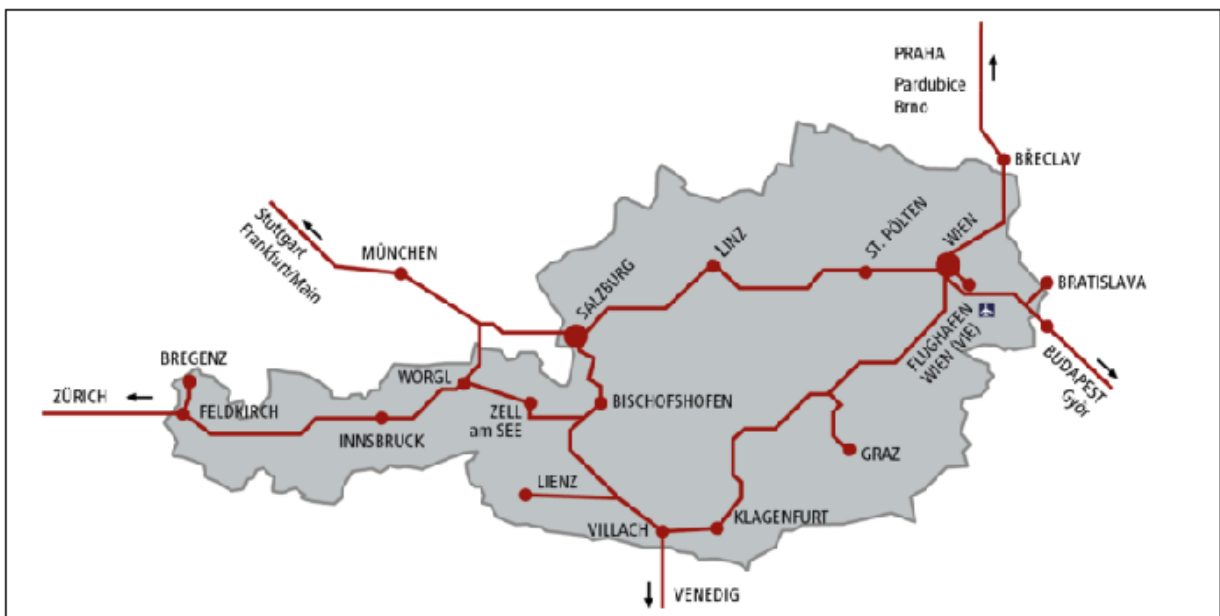 PRAHA
Pardubice
Brno
BŘECLAV
Stuttgart
Frankfurt/Main
MÜNCHEN
SALZBURG
LINZ
ST. PÖLTEN
WIEN
BRATISLAVA
FLUGHAFEN
WIEN (VIE)
BUDAPEST
Györ
BREGENZ
ZÜRICH
FELDKIRCH
WÖRGL
INNSBRUCK
ZELL
am SEE
BISCHOFSHOFEN
GRAZ
LIENZ
VILLACH
KLAGENFURT
VENEDIG